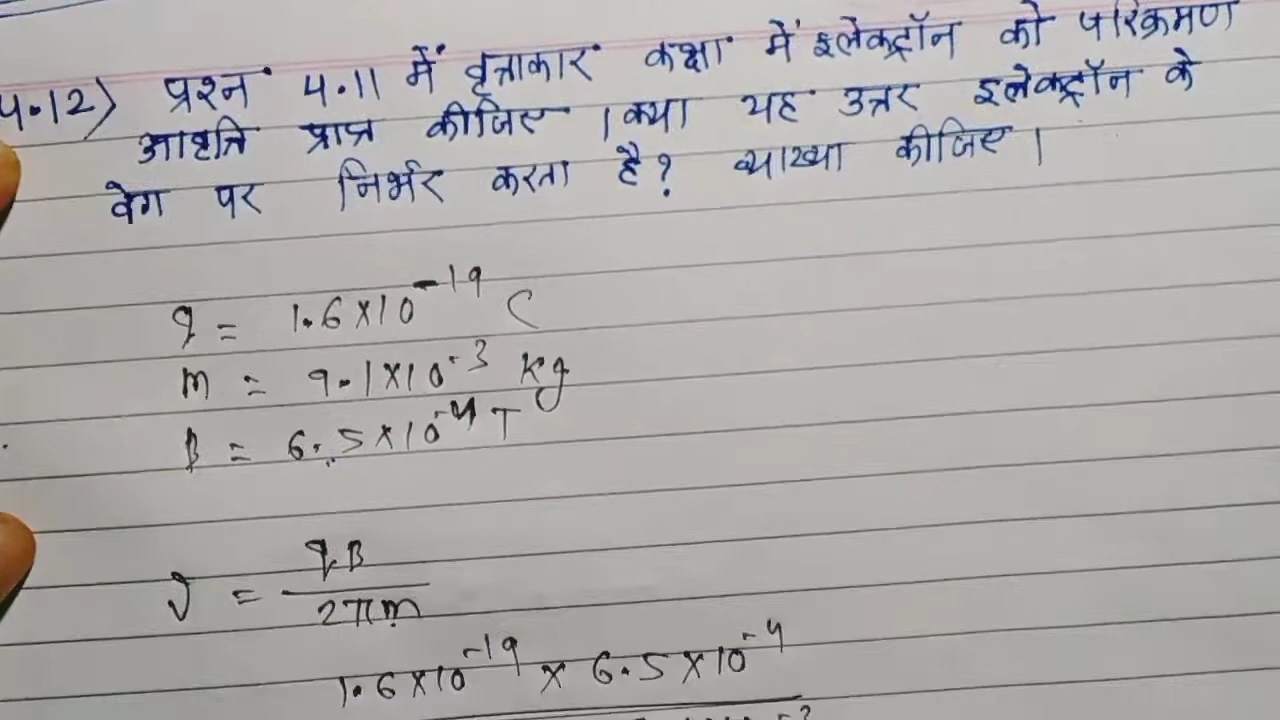 4.12) प्रश्न 4.11 में वृत्ताकार कक्षा में इलेक्ट्रॉन की परिक्रमण
आवृत्ति प्राप्त कीजिए । क्या यह उत्तर इलेक्ट्रॉन के
वेग पर निर्भर करता है? व्याख्या कीजिए ।
q = 1.6×10⁻¹⁹ C
m = 9.1×10⁻³ kg
B = 6.5×10⁻⁴ T
ν = qB / 2πm
1.6×10⁻¹⁹ × 6.5×10⁻⁴